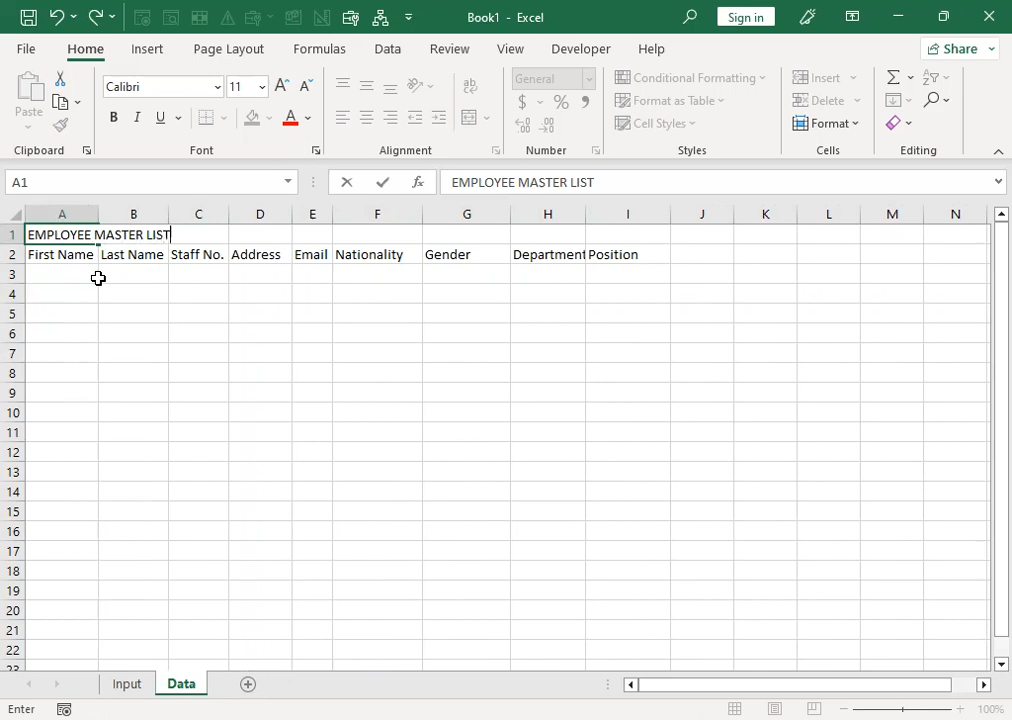 Book1 - Excel
Sign in
File Home Insert Page Layout Formulas Data Review View Developer Help Share
Paste
Clipboard
Calibri 11
B I U A
Font
ab
Alignment
General
$ %
Number
Conditional Formatting
Format as Table
Cell Styles
Styles
Insert
Delete
Format
Cells
Editing
A1 fx EMPLOYEE MASTER LIST
A B C D E F G H I J K L M N
1 EMPLOYEE MASTER LIST
2 First Name Last Name Staff No. Address Email Nationality Gender Department Position
3
4
5
6
7
8
9
10
11
12
13
14
15
16
17
18
19
20
21
22
23
Input Data
Enter 100%